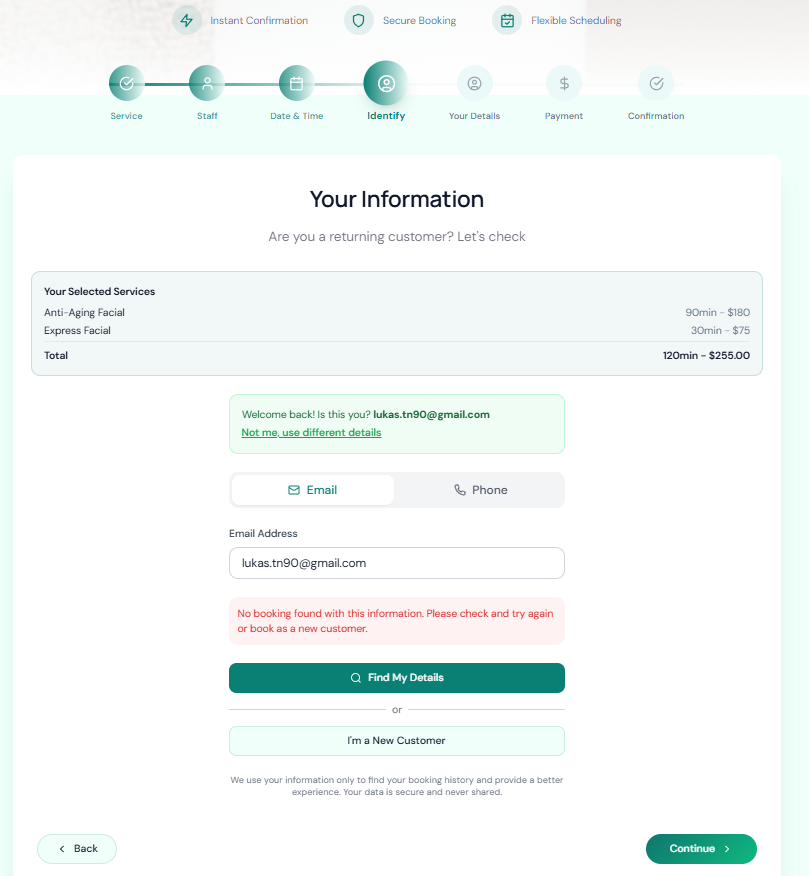 Instant Confirmation
Secure Booking
Flexible Scheduling
Service
Staff
Date & Time
Identify
Your Details
Payment
Confirmation
Your Information
Are you a returning customer? Let's check
Your Selected Services
Anti-Aging Facial 90min - $180
Express Facial 30min - $75
Total 120min - $255.00
Welcome back! Is this you? lukas.tn90@gmail.com
Not me, use different details
Email
Phone
Email Address
lukas.tn90@gmail.com
No booking found with this information. Please check and try again
or book as a new customer.
Find My Details
or
I'm a New Customer
We use your information only to find your booking history and provide a better
experience. Your data is secure and never shared.
Back
Continue